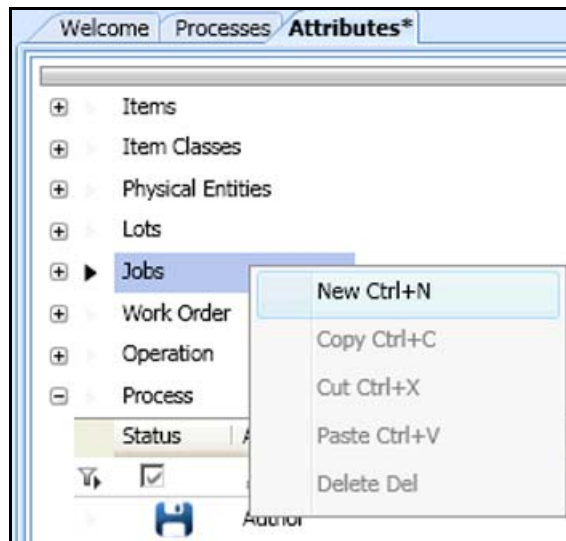 Welcome Processes Attributes*
Items
Item Classes
Physical Entities
Lots
Jobs
New Ctrl+N
Work Order
Copy Ctrl+C
Operation
Cut Ctrl+X
Process
Paste Ctrl+V
Status
Delete Del
Author